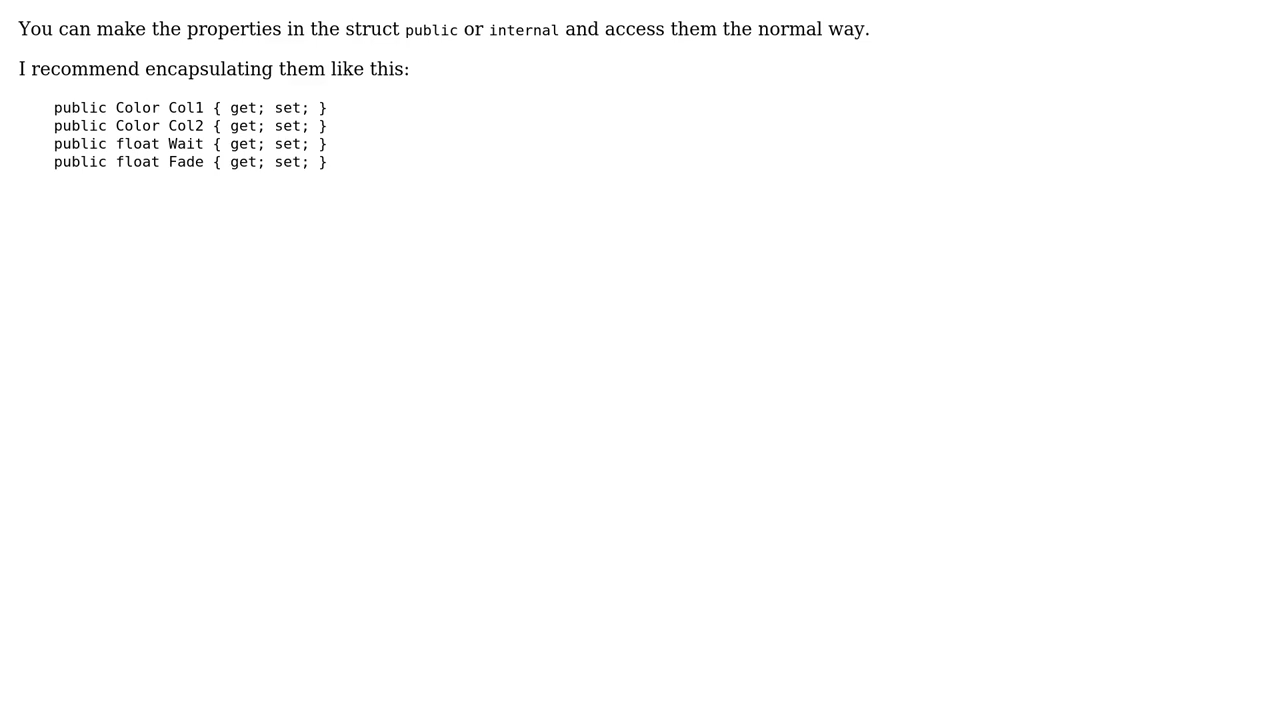 You can make the properties in the struct public or internal and access them the normal way.
I recommend encapsulating them like this:
public Color Col1 { get; set; }
public Color Col2 { get; set; }
public float Wait { get; set; }
public float Fade { get; set; }